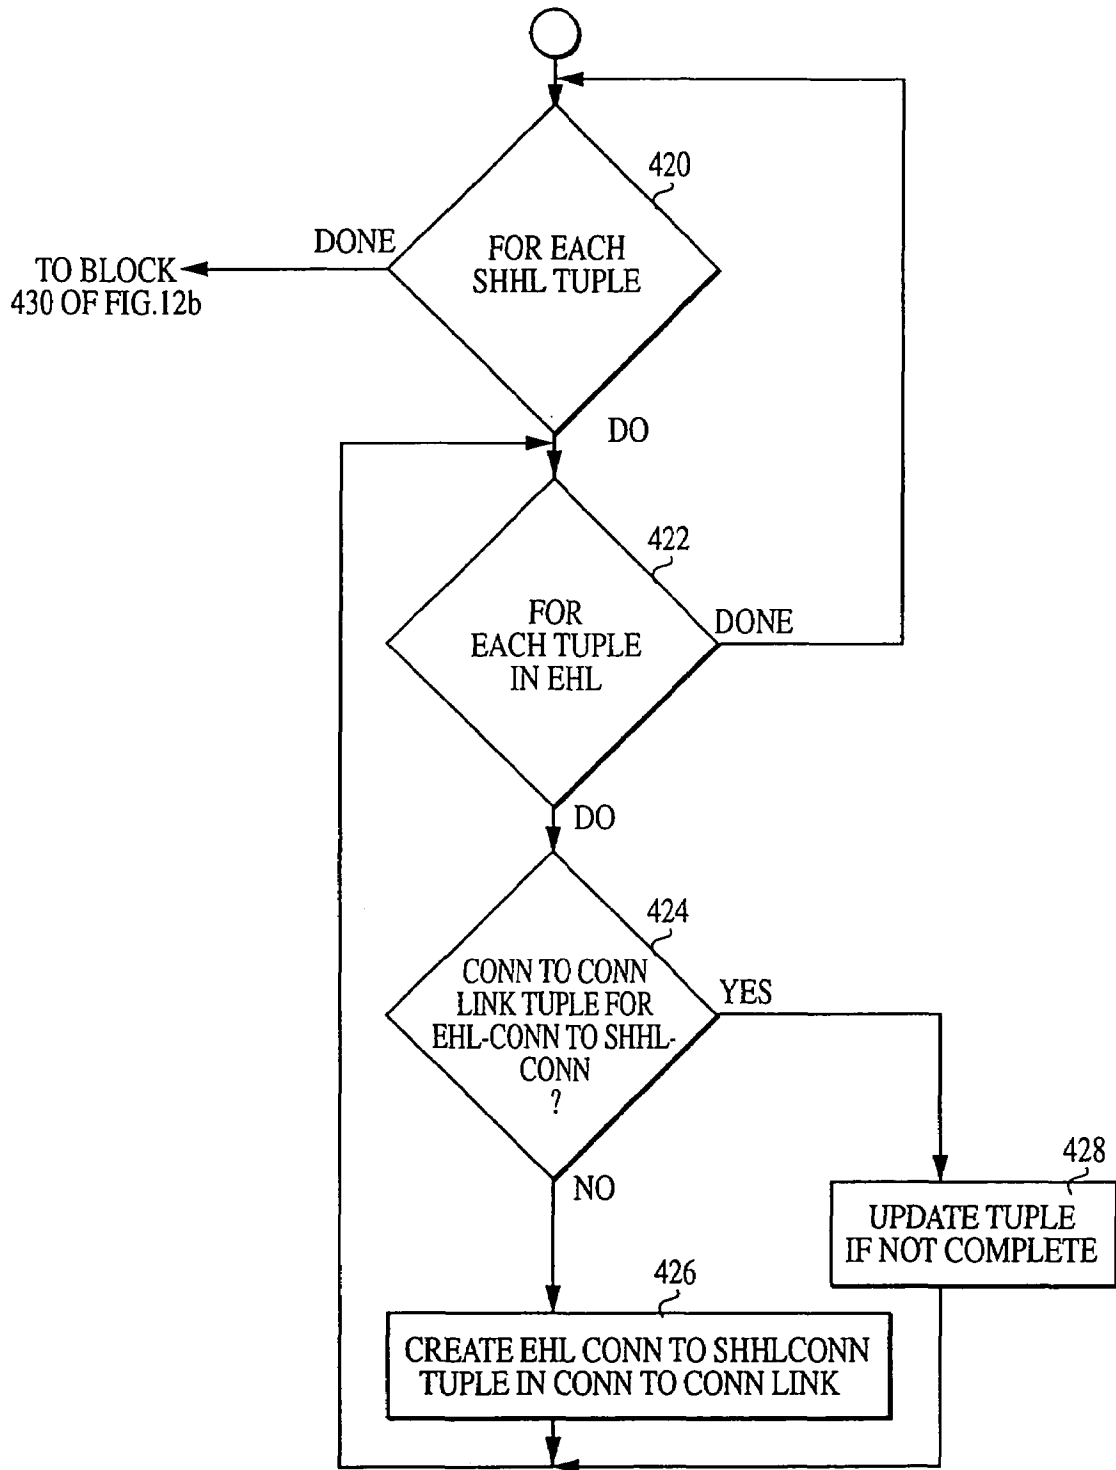 420
DONE
FOR EACH
SHHL TUPLE
TO BLOCK
430 OF FIG.12b
DO
422
FOR
EACH TUPLE
IN EHL
DONE
DO
424
CONN TO CONN
LINK TUPLE FOR
EHL-CONN TO SHHL-
CONN
?
YES
NO
428
UPDATE TUPLE
IF NOT COMPLETE
426
CREATE EHL CONN TO SHHLCONN
TUPLE IN CONN TO CONN LINK